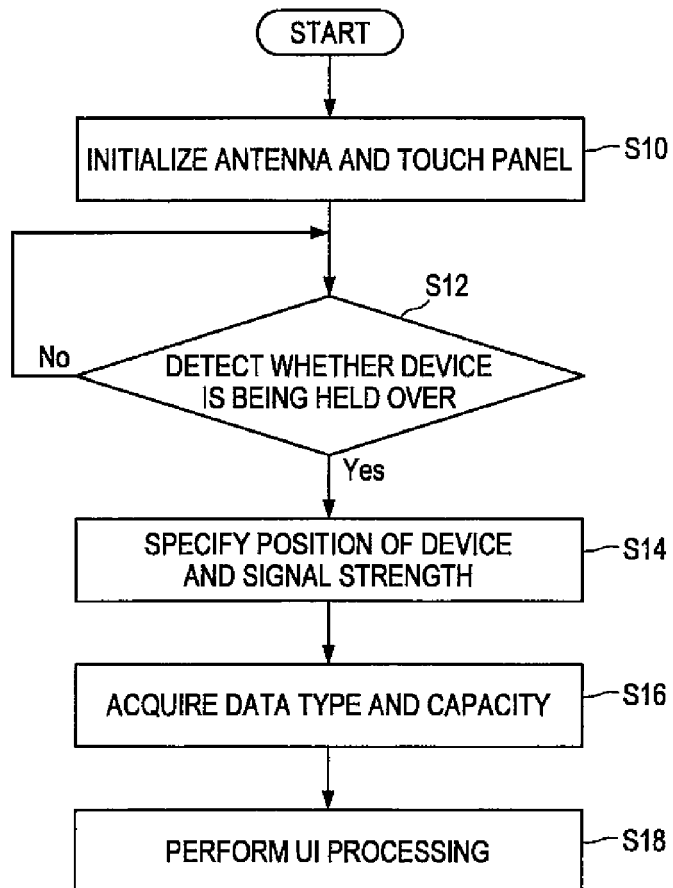 START
INITIALIZE ANTENNA AND TOUCH PANEL
S10
S12
No
DETECT WHETHER DEVICE
IS BEING HELD OVER
Yes
SPECIFY POSITION OF DEVICE
AND SIGNAL STRENGTH
S14
ACQUIRE DATA TYPE AND CAPACITY
S16
PERFORM UI PROCESSING
S18